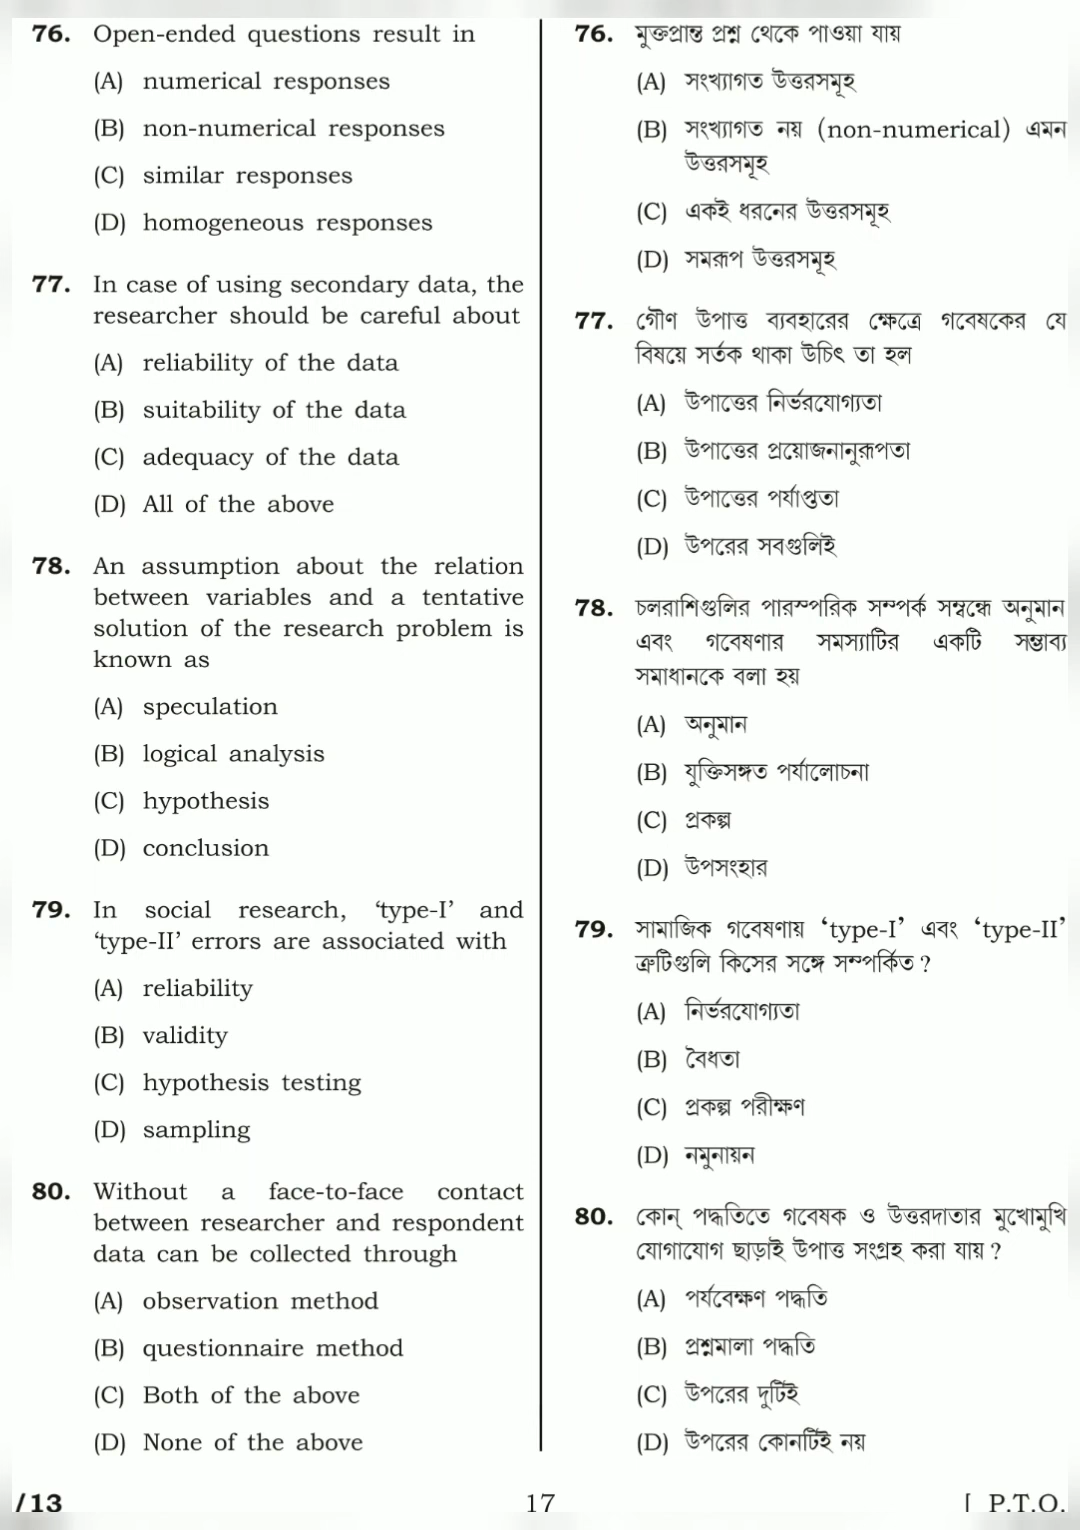 76. Open-ended questions result in
(A) numerical responses
(B) non-numerical responses
(C) similar responses
(D) homogeneous responses
77. In case of using secondary data, the
researcher should be careful about
(A) reliability of the data
(B) suitability of the data
(C) adequacy of the data
(D) All of the above
78. An assumption about the relation
between variables and a tentative
solution of the research problem is
known as
(A) speculation
(B) logical analysis
(C) hypothesis
(D) conclusion
79. In social research, ‘type-I’ and
‘type-II’ errors are associated with
(A) reliability
(B) validity
(C) hypothesis testing
(D) sampling
80. Without a face-to-face contact
between researcher and respondent
data can be collected through
(A) observation method
(B) questionnaire method
(C) Both of the above
(D) None of the above
76. মুক্তপ্রান্ত প্রশ্ন থেকে পাওয়া যায়
(A) সংখ্যাগত উত্তরসমূহ
(B) সংখ্যাগত নয় (non-numerical) এমন
উত্তরসমূহ
(C) একই ধরনের উত্তরসমূহ
(D) সমরূপ উত্তরসমূহ
77. গৌণ উপাত্ত ব্যবহারের ক্ষেত্রে গবেষকের যে
বিষয়ে সর্তক থাকা উচিৎ তা হল
(A) উপাত্তের নির্ভরযোগ্যতা
(B) উপাত্তের প্রয়োজনানুরূপতা
(C) উপাত্তের পর্যাপ্ততা
(D) উপরের সবগুলিই
78. চলরাশিগুলির পারস্পরিক সম্পর্ক সম্বন্ধে অনুমান
এবং গবেষণার সমস্যাটির একটি সম্ভাব্য
সমাধানকে বলা হয়
(A) অনুমান
(B) যুক্তিসঙ্গত পর্যালোচনা
(C) প্রকল্প
(D) উপসংহার
79. সামাজিক গবেষণায় ‘type-I’ এবং ‘type-II’
ত্রুটিগুলি কিসের সঙ্গে সম্পর্কিত ?
(A) নির্ভরযোগ্যতা
(B) বৈধতা
(C) প্রকল্প পরীক্ষণ
(D) নমুনায়ন
80. কোন্ পদ্ধতিতে গবেষক ও উত্তরদাতার মুখোমুখি
যোগাযোগ ছাড়াই উপাত্ত সংগ্রহ করা যায় ?
(A) পর্যবেক্ষণ পদ্ধতি
(B) প্রশ্নমালা পদ্ধতি
(C) উপরের দুটিই
(D) উপরের কোনটিই নয়
/13
17
[ P.T.O.